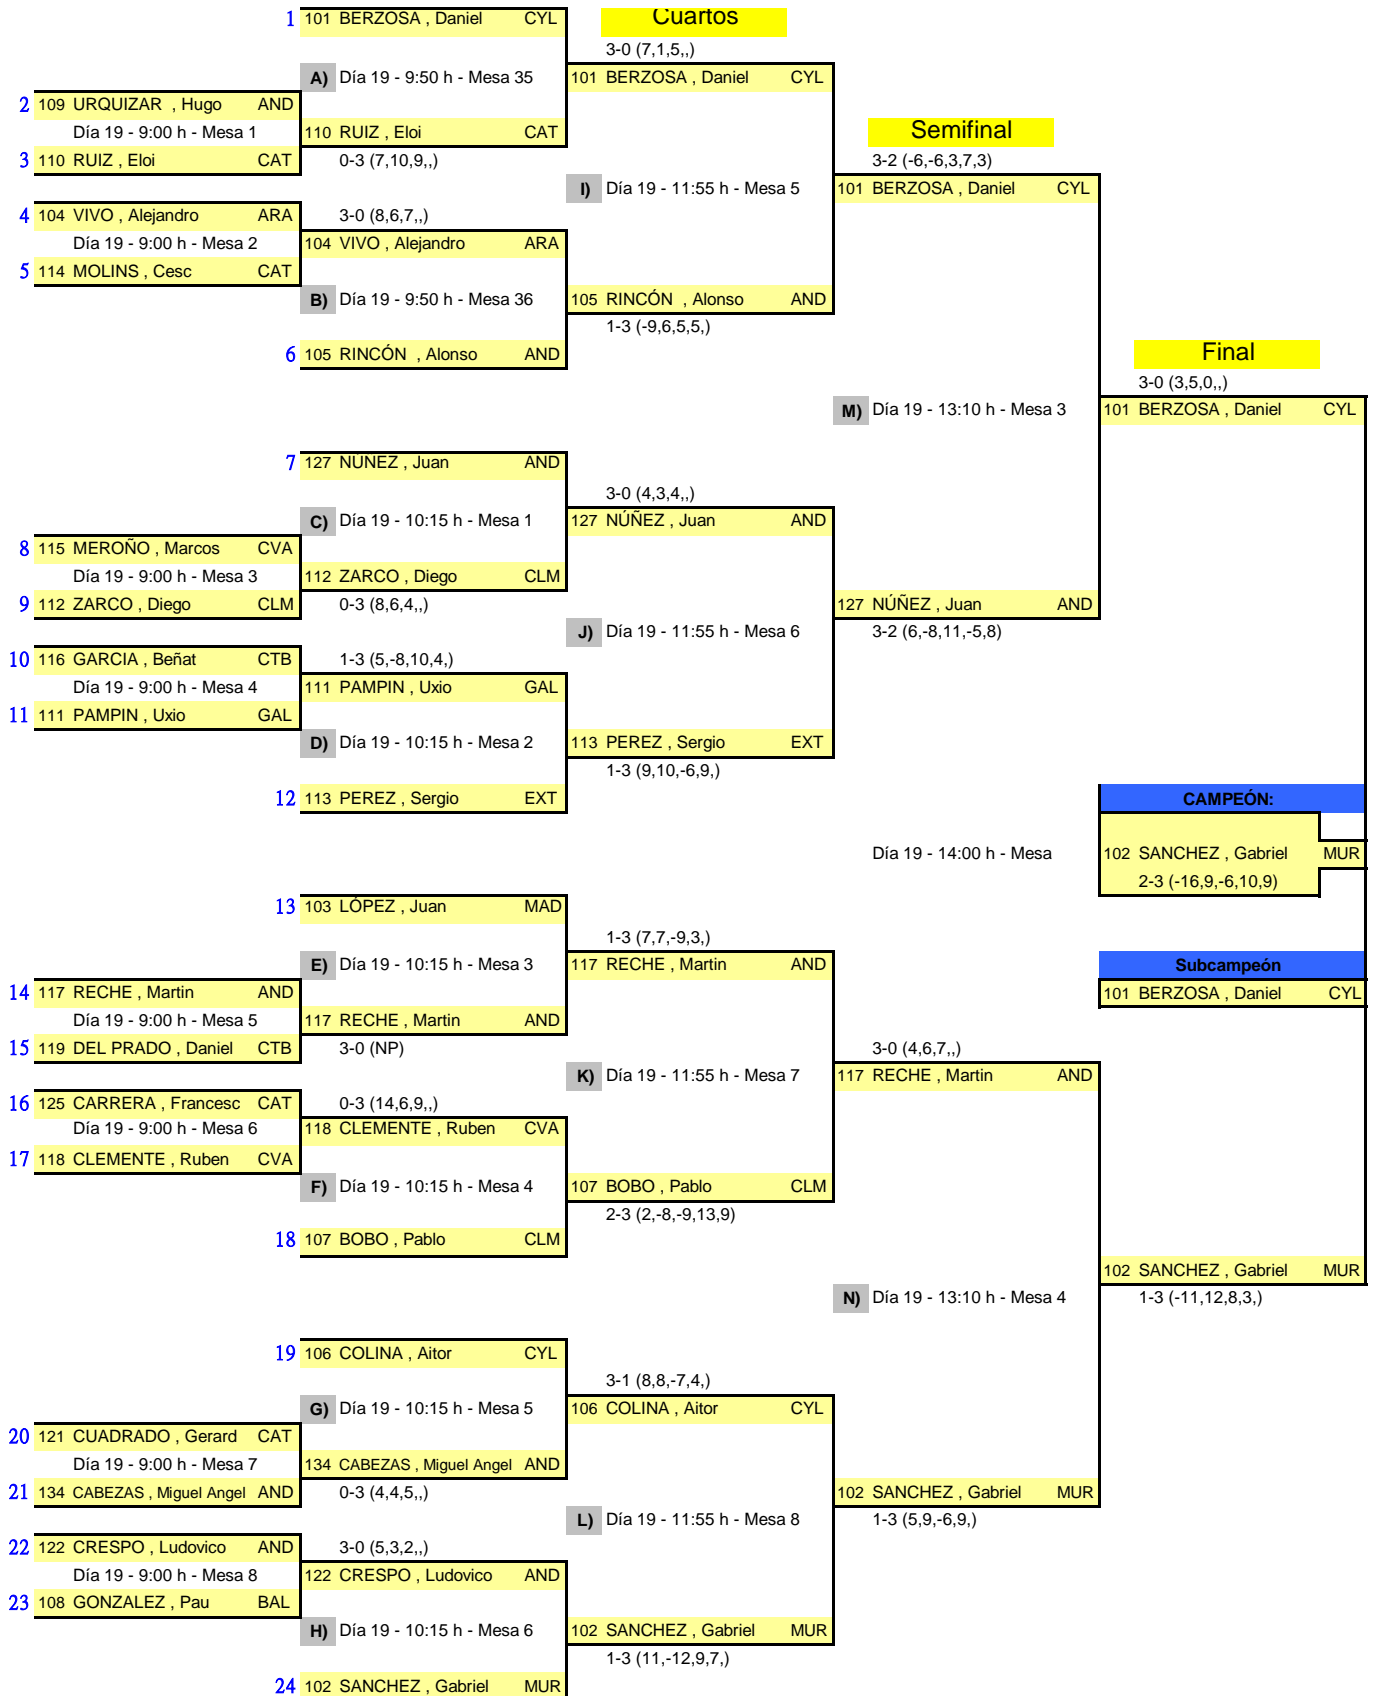 1 101 BERZOSA , Daniel CYL
Cuartos
3-0 (7,1,5,,)
A) Día 19 - 9:50 h - Mesa 35
101 BERZOSA , Daniel CYL
2 109 URQUIZAR , Hugo AND
Día 19 - 9:00 h - Mesa 1
110 RUIZ , Eloi CAT
Semifinal
3 110 RUIZ , Eloi CAT
0-3 (7,10,9,,)
3-2 (-6,-6,3,7,3)
I) Día 19 - 11:55 h - Mesa 5
101 BERZOSA , Daniel CYL
4 104 VIVO , Alejandro ARA
3-0 (8,6,7,,)
Día 19 - 9:00 h - Mesa 2
104 VIVO , Alejandro ARA
5 114 MOLINS , Cesc CAT
B) Día 19 - 9:50 h - Mesa 36
105 RINCÓN , Alonso AND
1-3 (-9,6,5,5,)
6 105 RINCÓN , Alonso AND
Final
3-0 (3,5,0,,)
M) Día 19 - 13:10 h - Mesa 3
101 BERZOSA , Daniel CYL
7 127 NÚÑEZ , Juan AND
3-0 (4,3,4,,)
C) Día 19 - 10:15 h - Mesa 1
127 NÚÑEZ , Juan AND
8 115 MEROÑO , Marcos CVA
Día 19 - 9:00 h - Mesa 3
112 ZARCO , Diego CLM
9 112 ZARCO , Diego CLM
0-3 (8,6,4,,)
127 NÚÑEZ , Juan AND
J) Día 19 - 11:55 h - Mesa 6
3-2 (6,-8,11,-5,8)
10 116 GARCIA , Beñat CTB
1-3 (5,-8,10,4,)
Día 19 - 9:00 h - Mesa 4
111 PAMPIN , Uxio GAL
11 111 PAMPIN , Uxio GAL
D) Día 19 - 10:15 h - Mesa 2
113 PEREZ , Sergio EXT
1-3 (9,10,-6,9,)
12 113 PEREZ , Sergio EXT
CAMPEÓN:
Día 19 - 14:00 h - Mesa
102 SANCHEZ , Gabriel MUR
2-3 (-16,9,-6,10,9)
13 103 LÓPEZ , Juan MAD
1-3 (7,7,-9,3,)
E) Día 19 - 10:15 h - Mesa 3
117 RECHE , Martin AND
Subcampeón
14 117 RECHE , Martin AND
101 BERZOSA , Daniel CYL
Día 19 - 9:00 h - Mesa 5
117 RECHE , Martin AND
15 119 DEL PRADO , Daniel CTB
3-0 (NP)
3-0 (4,6,7,,)
K) Día 19 - 11:55 h - Mesa 7
117 RECHE , Martin AND
16 125 CARRERA , Francesc CAT
0-3 (14,6,9,,)
Día 19 - 9:00 h - Mesa 6
118 CLEMENTE , Ruben CVA
17 118 CLEMENTE , Ruben CVA
F) Día 19 - 10:15 h - Mesa 4
107 BOBO , Pablo CLM
2-3 (2,-8,-9,13,9)
18 107 BOBO , Pablo CLM
102 SANCHEZ , Gabriel MUR
N) Día 19 - 13:10 h - Mesa 4
1-3 (-11,12,8,3,)
19 106 COLINA , Aitor CYL
3-1 (8,8,-7,4,)
G) Día 19 - 10:15 h - Mesa 5
106 COLINA , Aitor CYL
20 121 CUADRADO , Gerard CAT
Día 19 - 9:00 h - Mesa 7
134 CABEZAS , Miguel Angel AND
21 134 CABEZAS , Miguel Angel AND
0-3 (4,4,5,,)
102 SANCHEZ , Gabriel MUR
L) Día 19 - 11:55 h - Mesa 8
1-3 (5,9,-6,9,)
22 122 CRESPO , Ludovico AND
3-0 (5,3,2,,)
Día 19 - 9:00 h - Mesa 8
122 CRESPO , Ludovico AND
23 108 GONZALEZ , Pau BAL
H) Día 19 - 10:15 h - Mesa 6
102 SANCHEZ , Gabriel MUR
1-3 (11,-12,9,7,)
24 102 SANCHEZ , Gabriel MUR